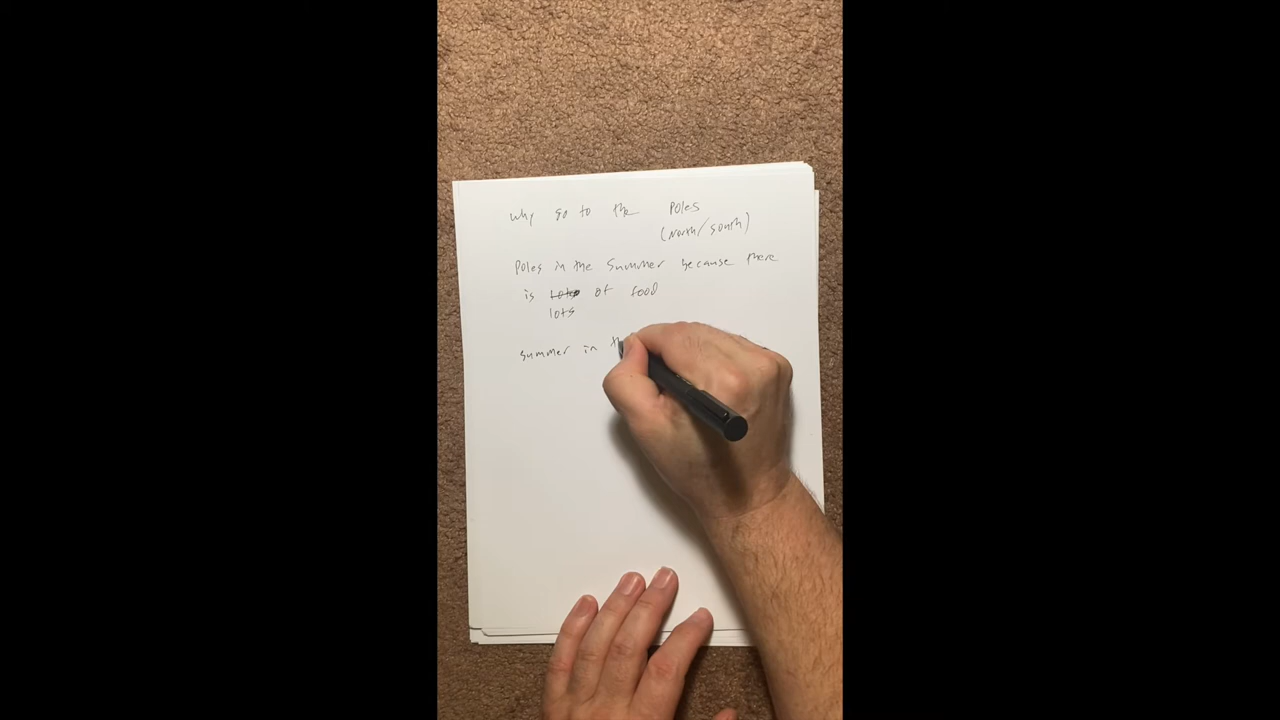 why go to the Poles
(North/South)
Poles in the Summer because there
is of food
lots
Summer in